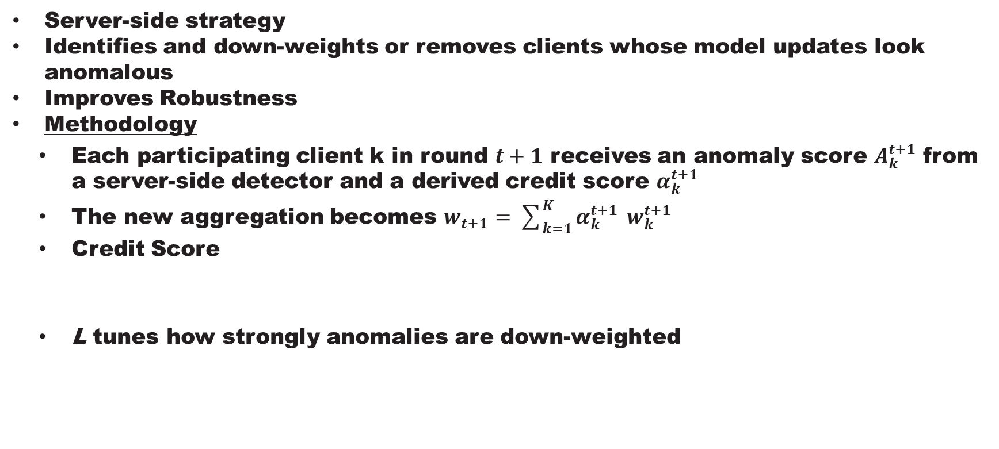 • Server-side strategy
• Identifies and down-weights or removes clients whose model updates look
anomalous
• Improves Robustness
• Methodology
• Each participating client k in round t + 1 receives an anomaly score A_k^{t+1} from
a server-side detector and a derived credit score α_k^{t+1}
• The new aggregation becomes w_{t+1} = ∑_{k=1}^{K} α_k^{t+1} w_k^{t+1}
• Credit Score
• L tunes how strongly anomalies are down-weighted